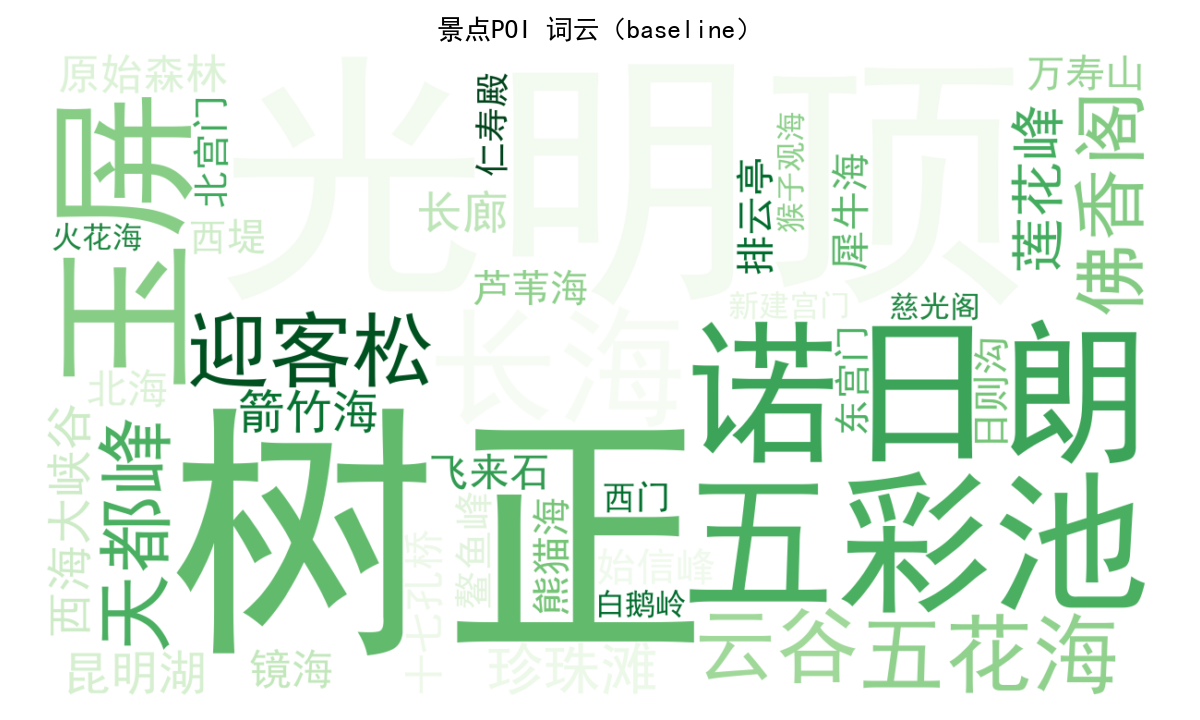 景点POI 词云（baseline）
原始森林
光明顶
万寿山
玉屏
北宫门
仁寿殿
长廊
排云亭
猴子观海
犀牛海
莲花峰
佛香阁
火花海
西堤
芦苇海
新建宫门
慈光阁
迎客松
长海
诺日朗
东宫门
日则沟
北海
箭竹海
西海大峡谷
天都峰
树正
飞来石
西门
五彩池
十七孔桥
鳌鱼峰
熊猫海
始信峰
白鹅岭
云谷
五花海
昆明湖
镜海
珍珠滩